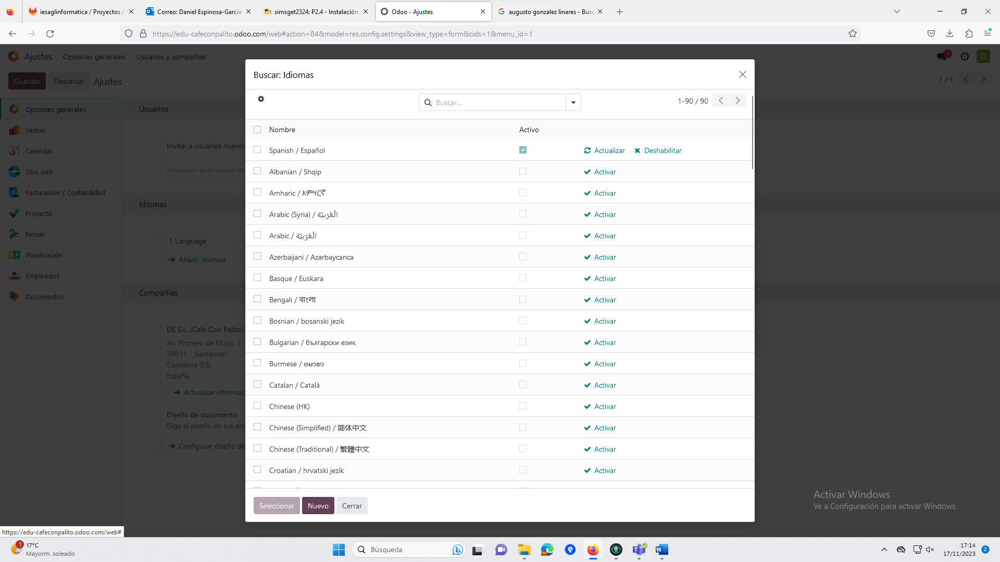 iesaglinformatica / Proyectos /
Correo: Daniel Espinosa-Garcia
simsget2324: P2.4 - Instalación
Odoo - Ajustes
augusto gonzalez linares - Busc
https://edu-cafeconpalito.odoo.com/web#action=84&model=res.config.settings&view_type=form&cids=1&menu_id=1
Ajustes
Opciones generales
Usuarios y compañías
1
D
Guardar
Descartar
Ajustes
1 / 1
Opciones generales
Ventas
31 Calendar
Sitio web
Facturación / Contabilidad
Proyecto
Firmar
Planificación
Empleados
Documentos
Usuarios
Invitar a usuarios nuevos
Introducir la dirección de
Idiomas
1 Language
Añadir idiomas
Compañías
DE S.L. (Cafe Con Palito)
Av. Primero de Mayo, 1
39011 - Santander
Cantabria (ES)
España
Actualizar informac
Diseño de documento
Elige el diseño de tus do
Configurar diseño de
Buscar: Idiomas
Buscar...
1-90 / 90
Nombre Activo
Spanish / Español Actualizar Deshabilitar
Albanian / Shqip Activar
Amharic / አምሃርኛ Activar
Arabic (Syria) / الْعَرَبيّة Activar
Arabic / الْعَرَبيّة Activar
Azerbaijani / Azərbaycanca Activar
Basque / Euskara Activar
Bengali / বাংলা Activar
Bosnian / bosanski jezik Activar
Bulgarian / български език Activar
Burmese / ဗမာစာ Activar
Catalan / Català Activar
Chinese (HK) Activar
Chinese (Simplified) / 简体中文 Activar
Chinese (Traditional) / 繁體中文 Activar
Croatian / hrvatski jezik Activar
Seleccionar
Nuevo
Cerrar
Activar Windows
Ve a Configuración para activar Windows.
https://edu-cafeconpalito.odoo.com/web#
1
17°C
Mayorm. soleado
Búsqueda
17:14
17/11/2023
2